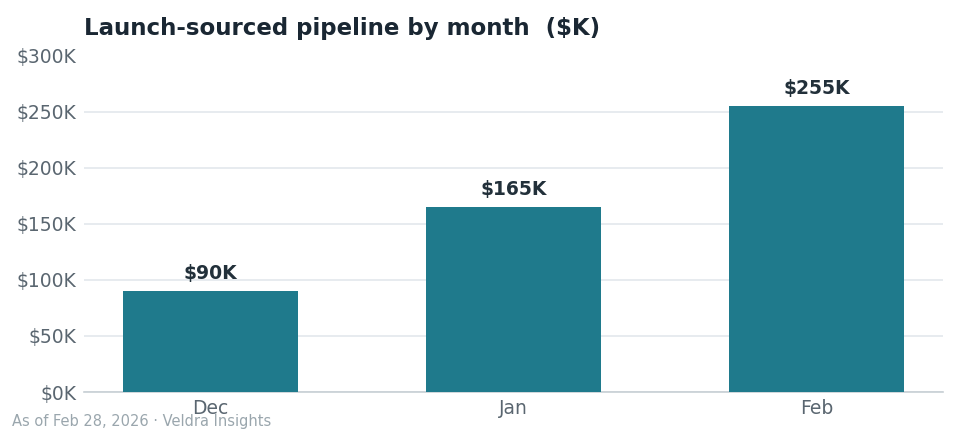 Launch-sourced pipeline by month  ($K)
$300K
$250K
$200K
$150K
$100K
$50K
$0K
$90K
$165K
$255K
Dec
Jan
Feb
As of Feb 28, 2026 · Veldra Insights